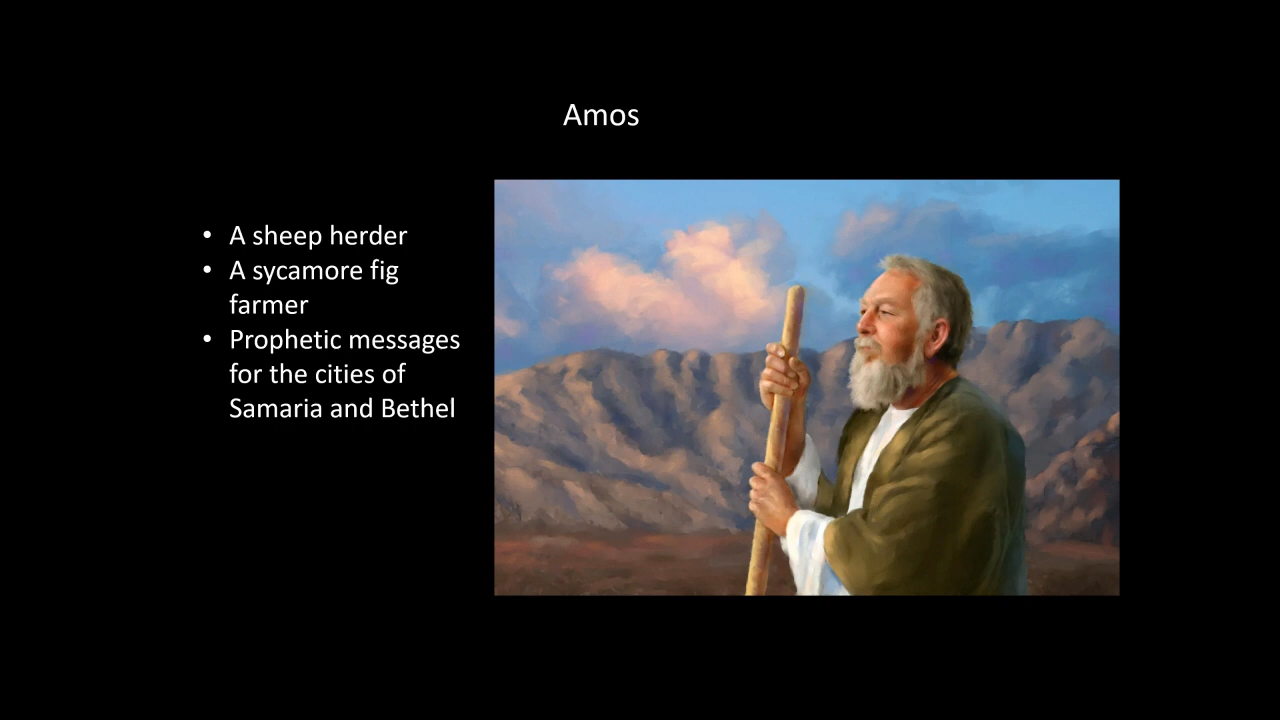 Amos
• A sheep herder
• A sycamore fig
farmer
• Prophetic messages
for the cities of
Samaria and Bethel